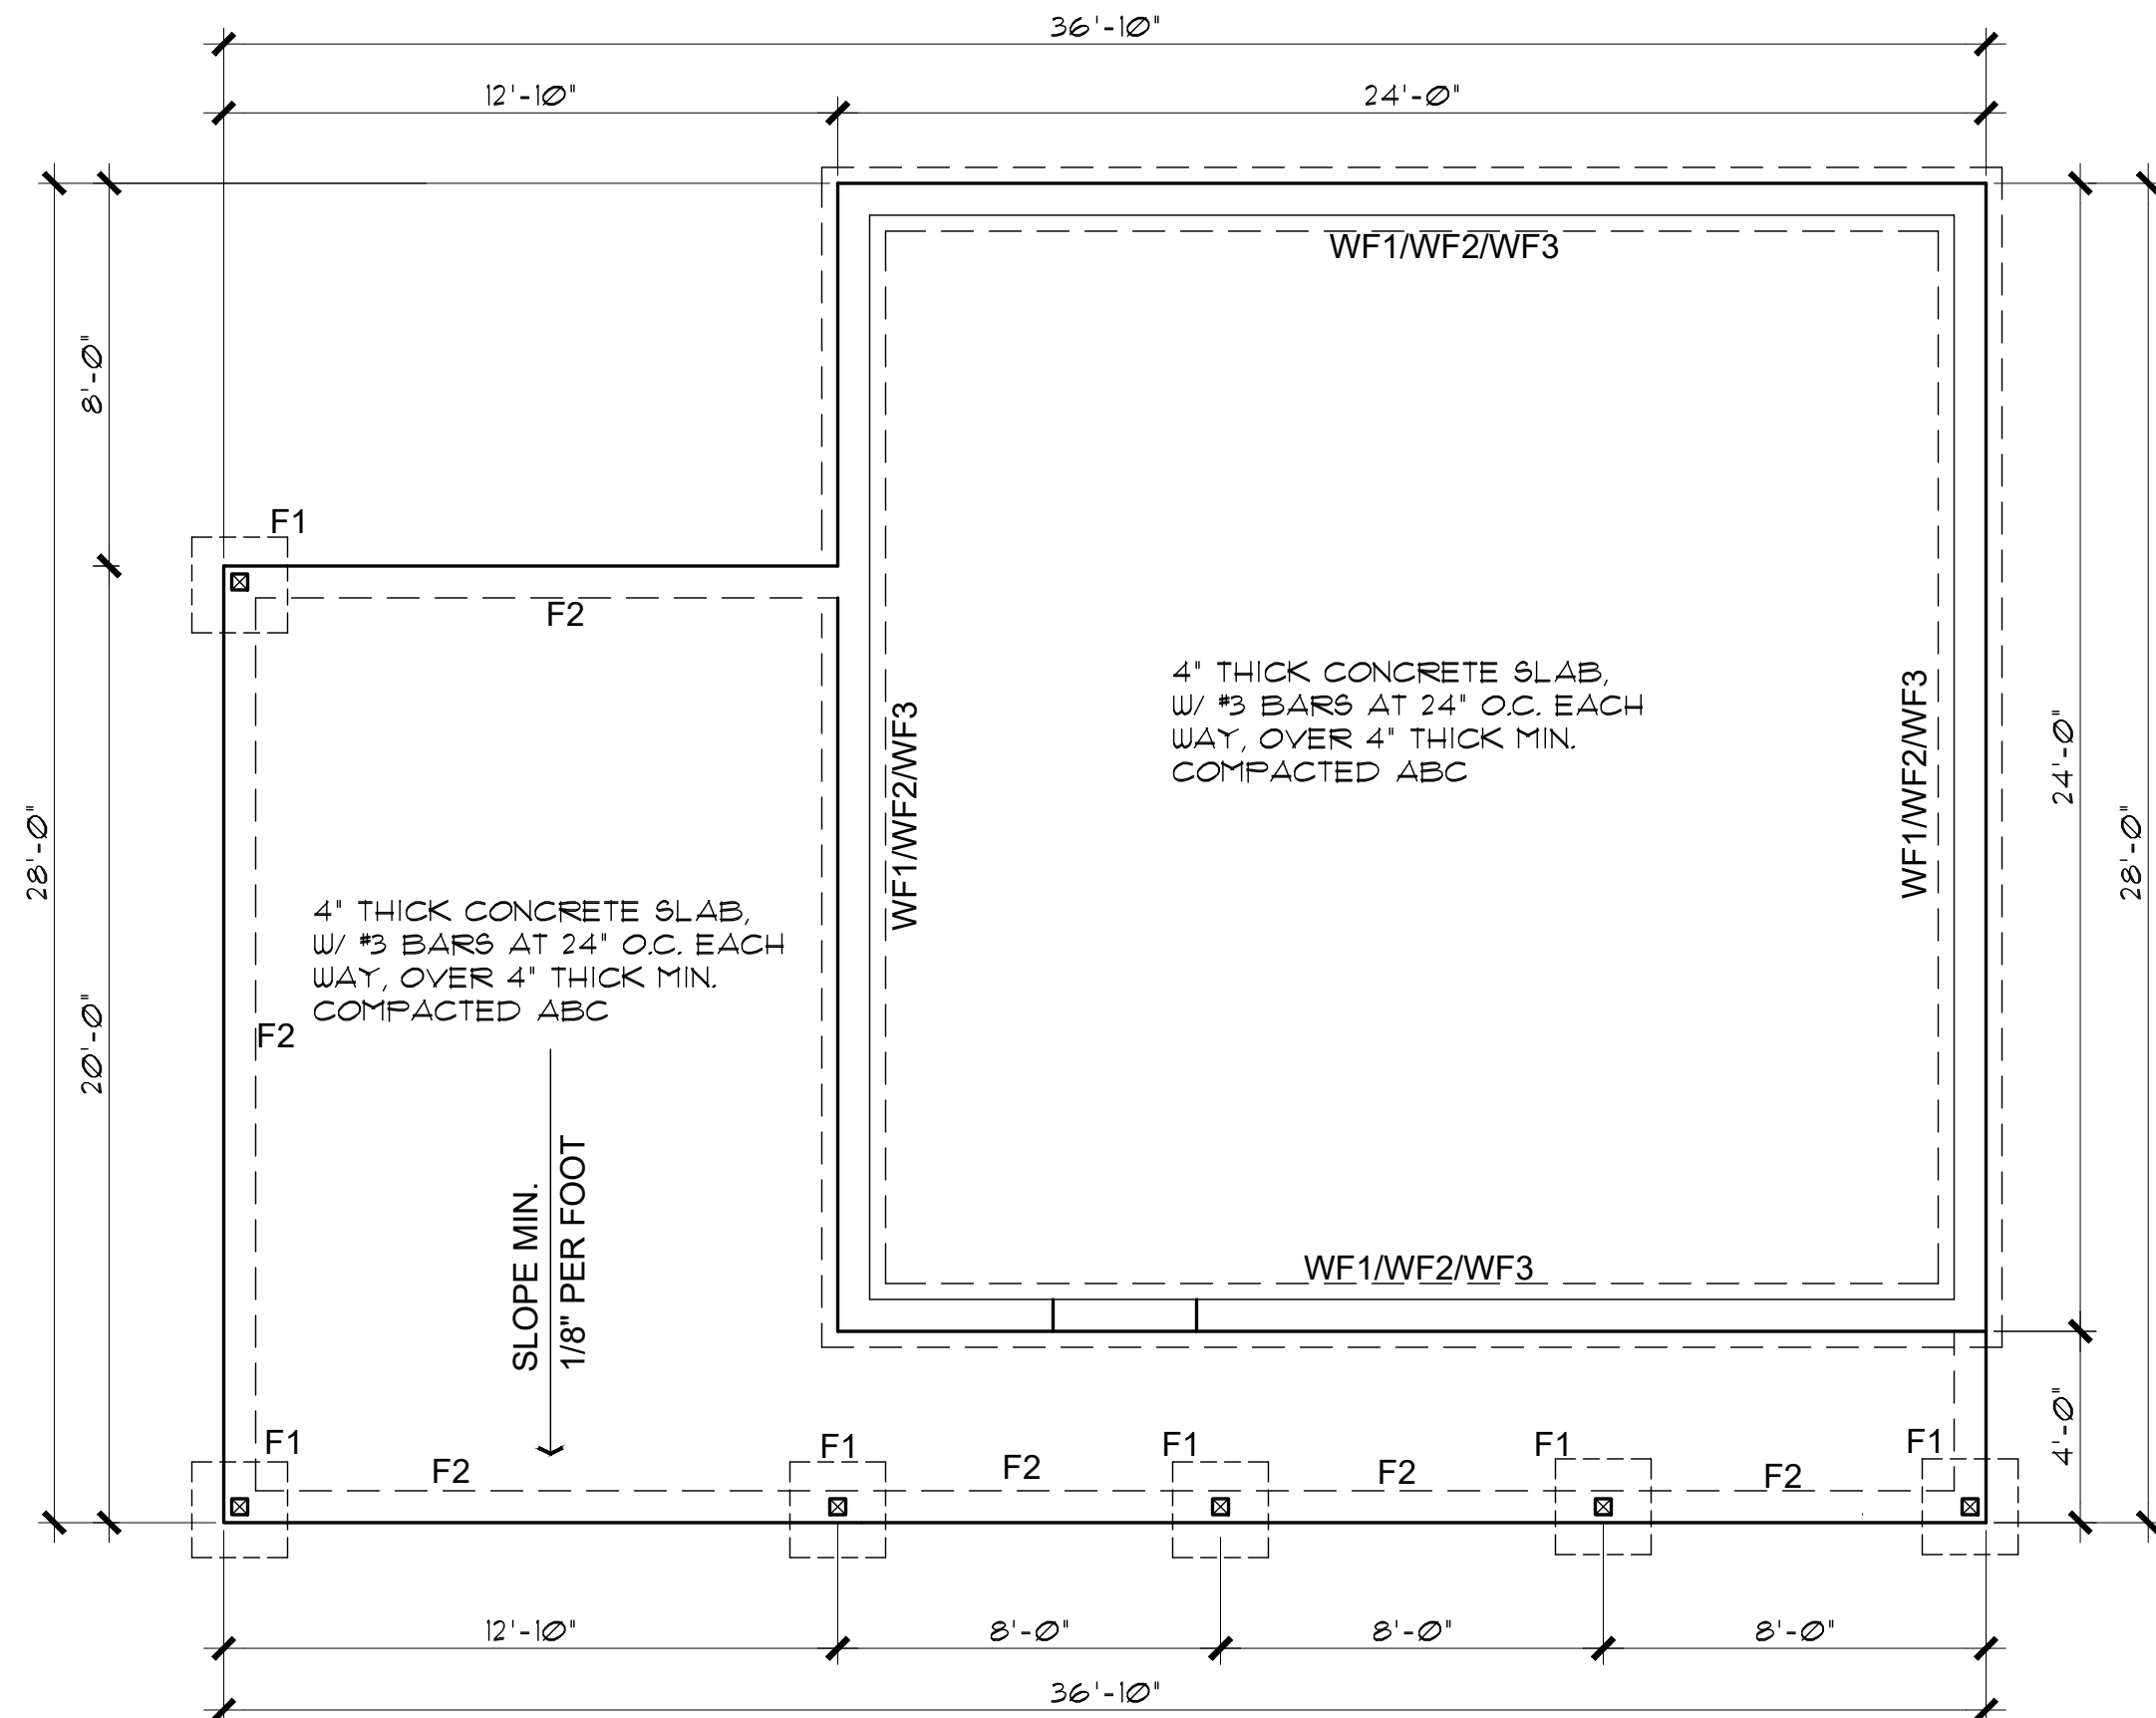 36'-10"
12'-10"
24'-0"
WF1/WF2/WF3
8'-0"
F1
F2
4" THICK CONCRETE SLAB,
W/ #3 BARS AT 24" O.C. EACH
WAY, OVER 4" THICK MIN.
COMPACTED ABC
WF1/WF2/WF3
WF1/WF2/WF3
24'-0"
28'-0"
28'-0"
20'-0"
4" THICK CONCRETE SLAB,
W/ #3 BARS AT 24" O.C. EACH
WAY, OVER 4" THICK MIN.
COMPACTED ABC
F2
SLOPE MIN.
1/8" PER FOOT
WF1/WF2/WF3
4'-0"
F1
F2
F1
F2
F1
F2
F1
F2
F1
12'-10"
8'-0"
8'-0"
8'-0"
36'-10"